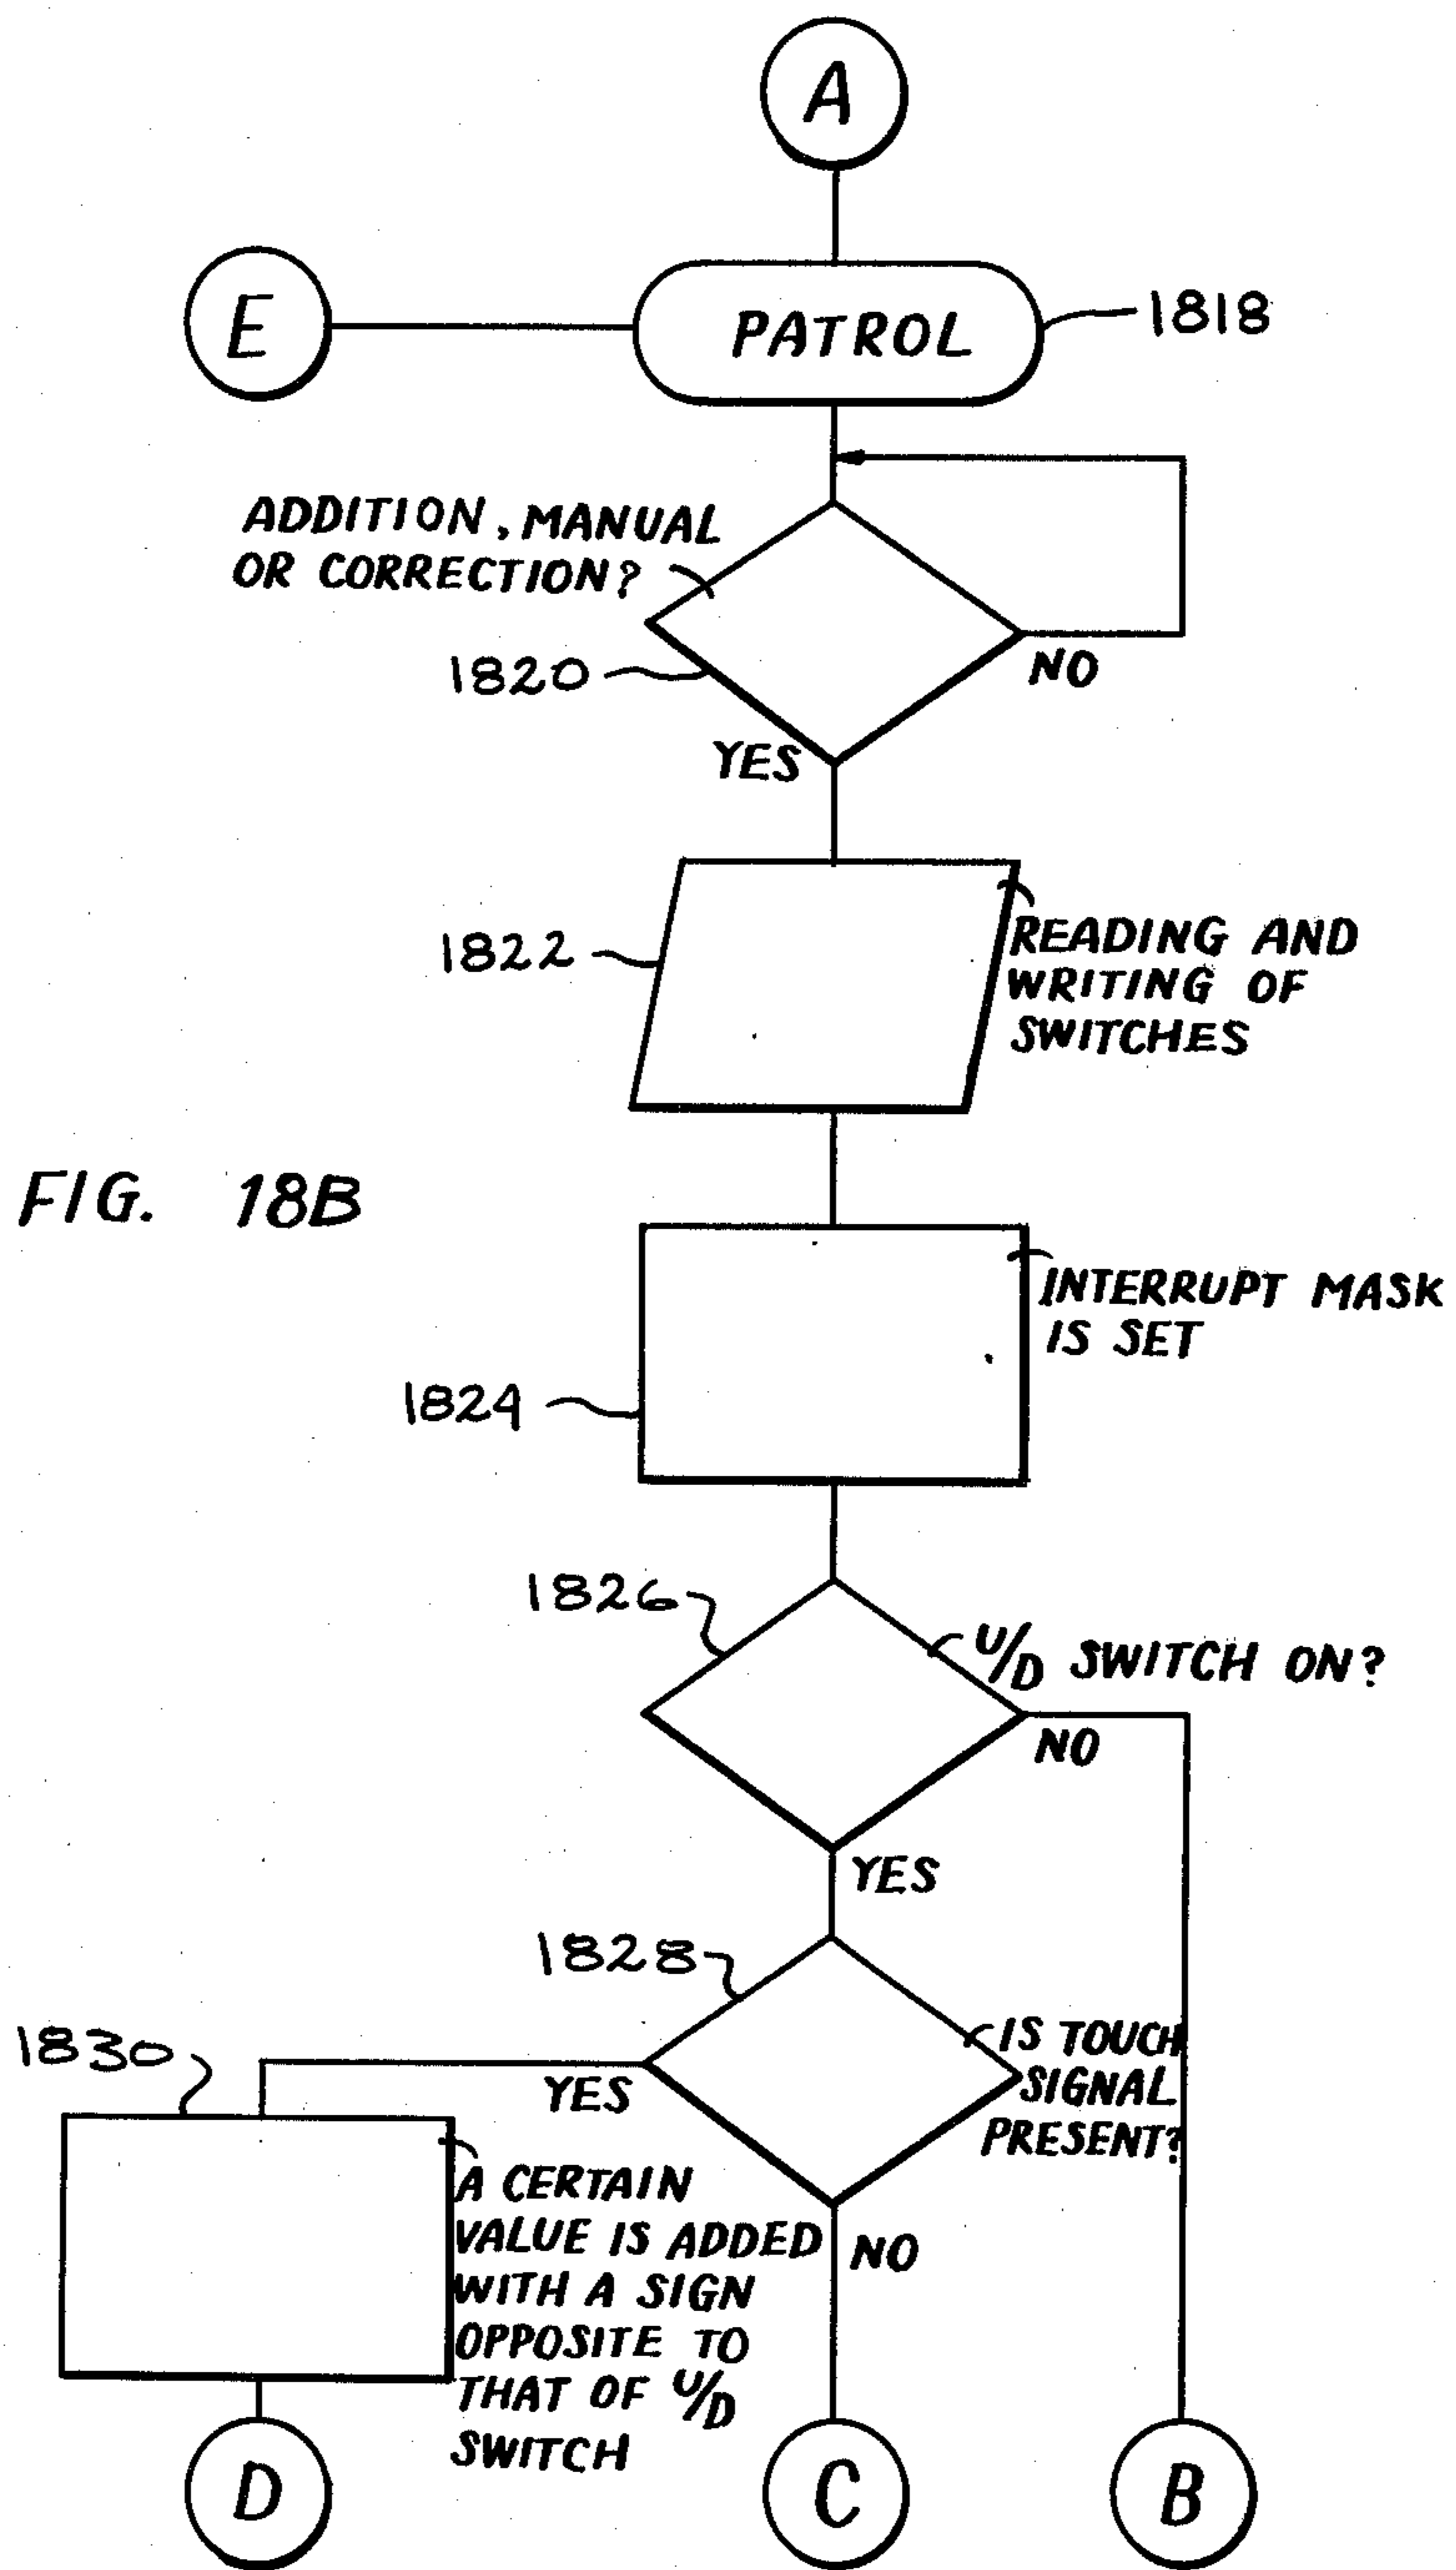 A
E
PATROL
1818
ADDITION, MANUAL
OR CORRECTION?
1820
NO
YES
1822
READING AND
WRITING OF
SWITCHES
FIG. 18B
INTERRUPT MASK
IS SET
1824
1826
U/D SWITCH ON?
NO
YES
1828
IS TOUCH
SIGNAL
PRESENT?
1830
YES
A CERTAIN
VALUE IS ADDED
WITH A SIGN
OPPOSITE TO
THAT OF U/D
SWITCH
NO
D
C
B